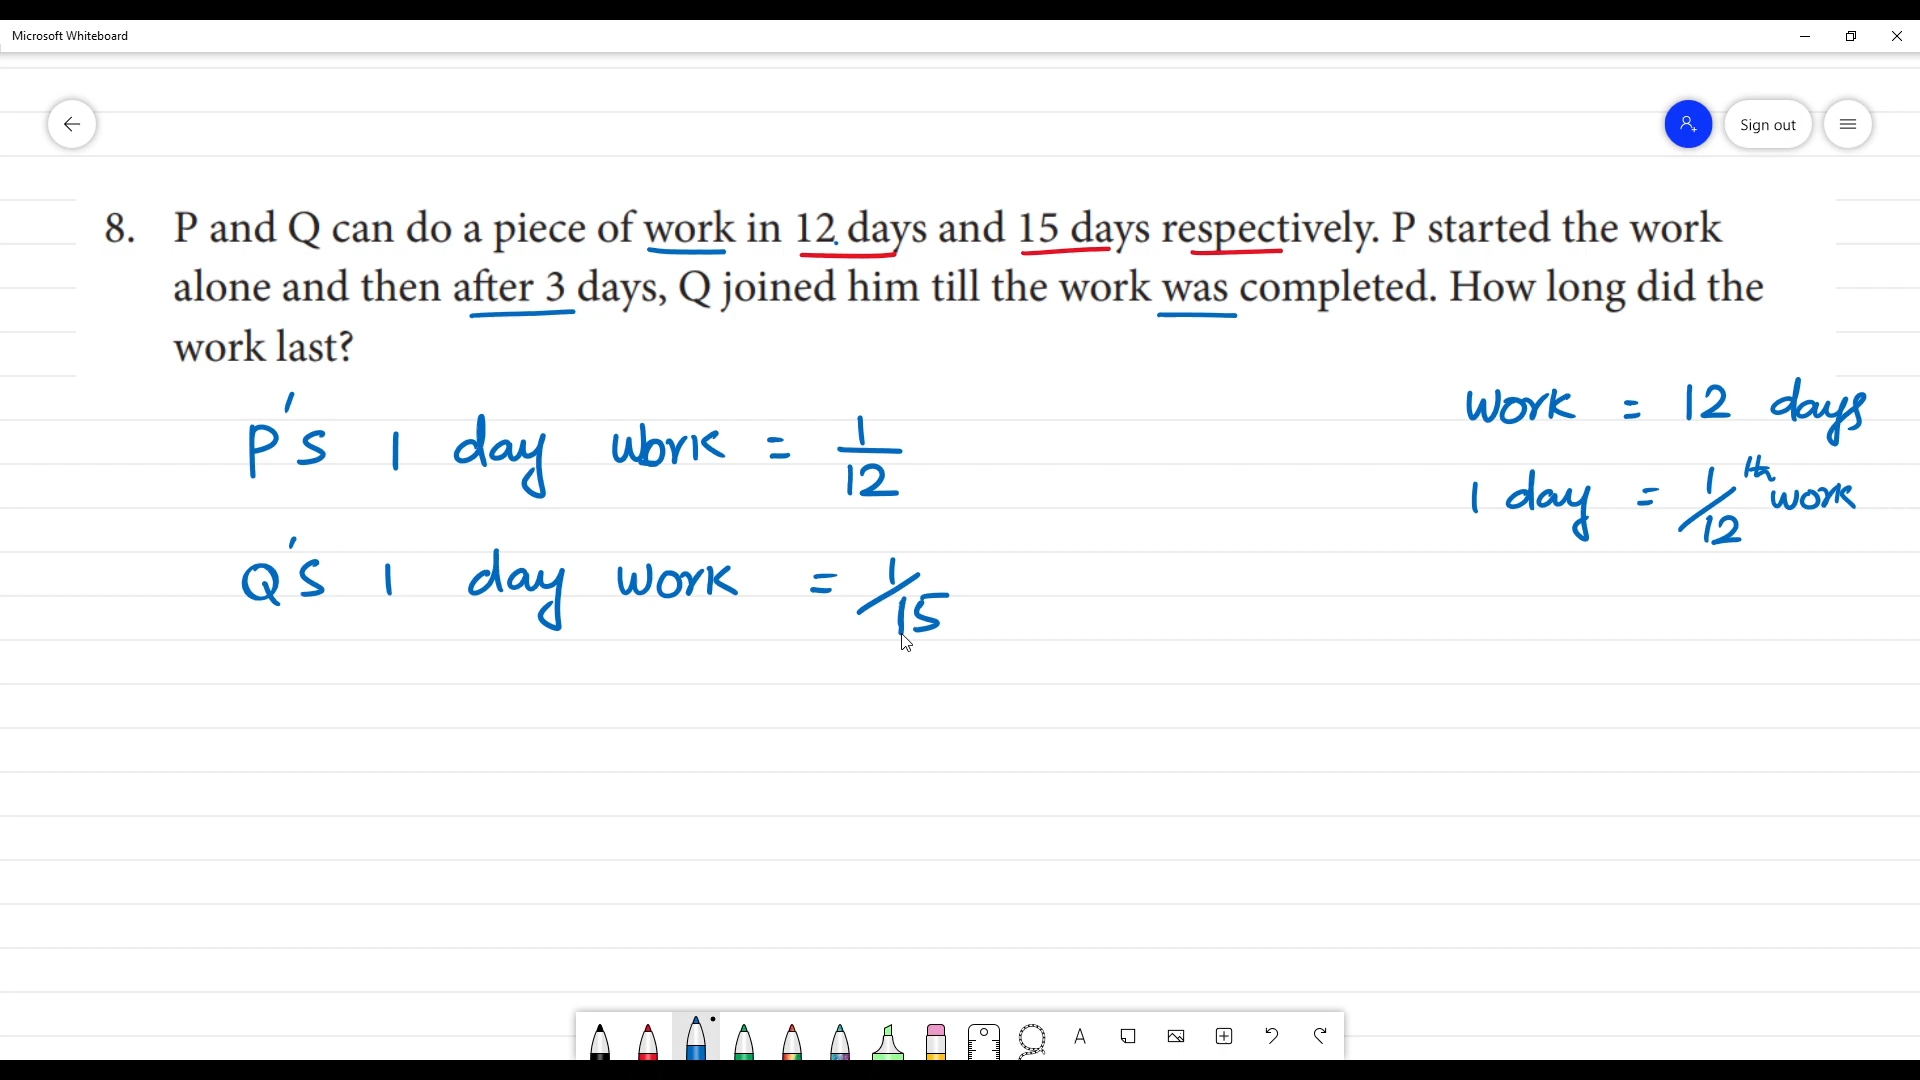 Microsoft Whiteboard
Sign out
8. P and Q can do a piece of work in 12 days and 15 days respectively. P started the work
alone and then after 3 days, Q joined him till the work was completed. How long did the
work last?
work = 12 days
P's 1 day work = 1/12
1 day = 1/12 th work
Q's 1 day work = 1/15
A